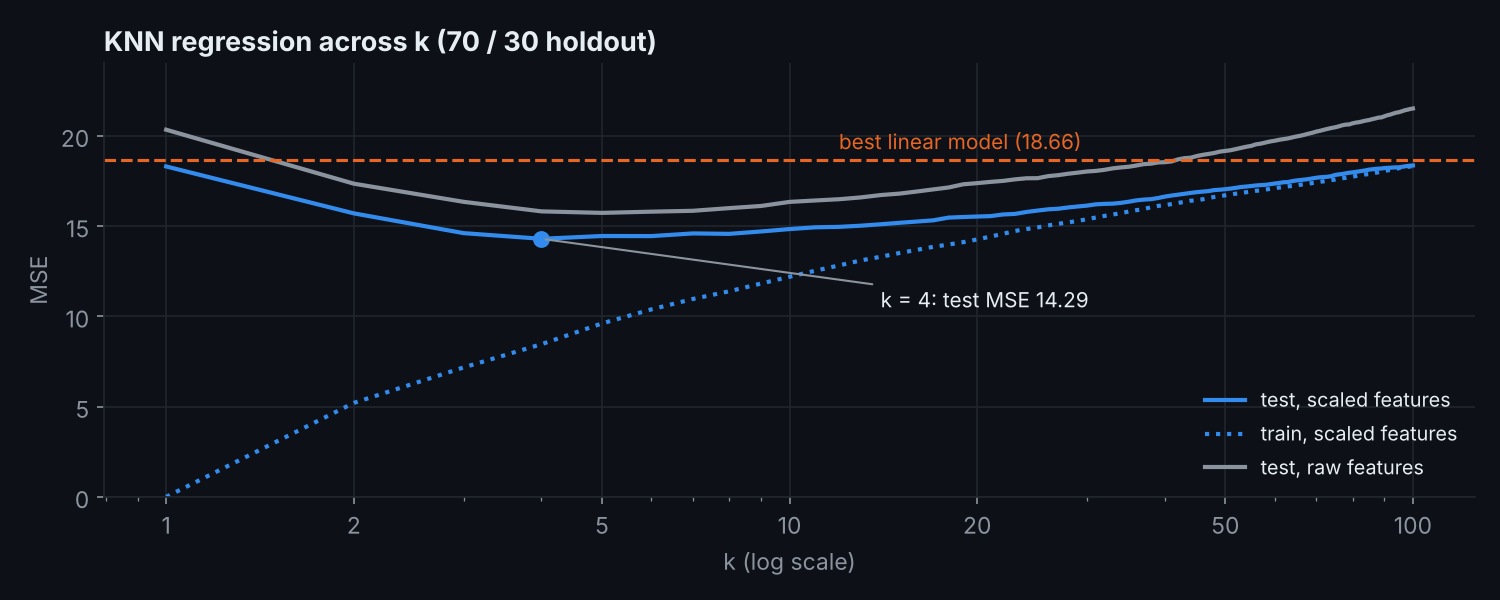 KNN regression across k (70 / 30 holdout)
MSE
20
15
10
5
0
best linear model (18.66)
k = 4: test MSE 14.29
test, scaled features
train, scaled features
test, raw features
1 2 5 10 20 50 100
k (log scale)